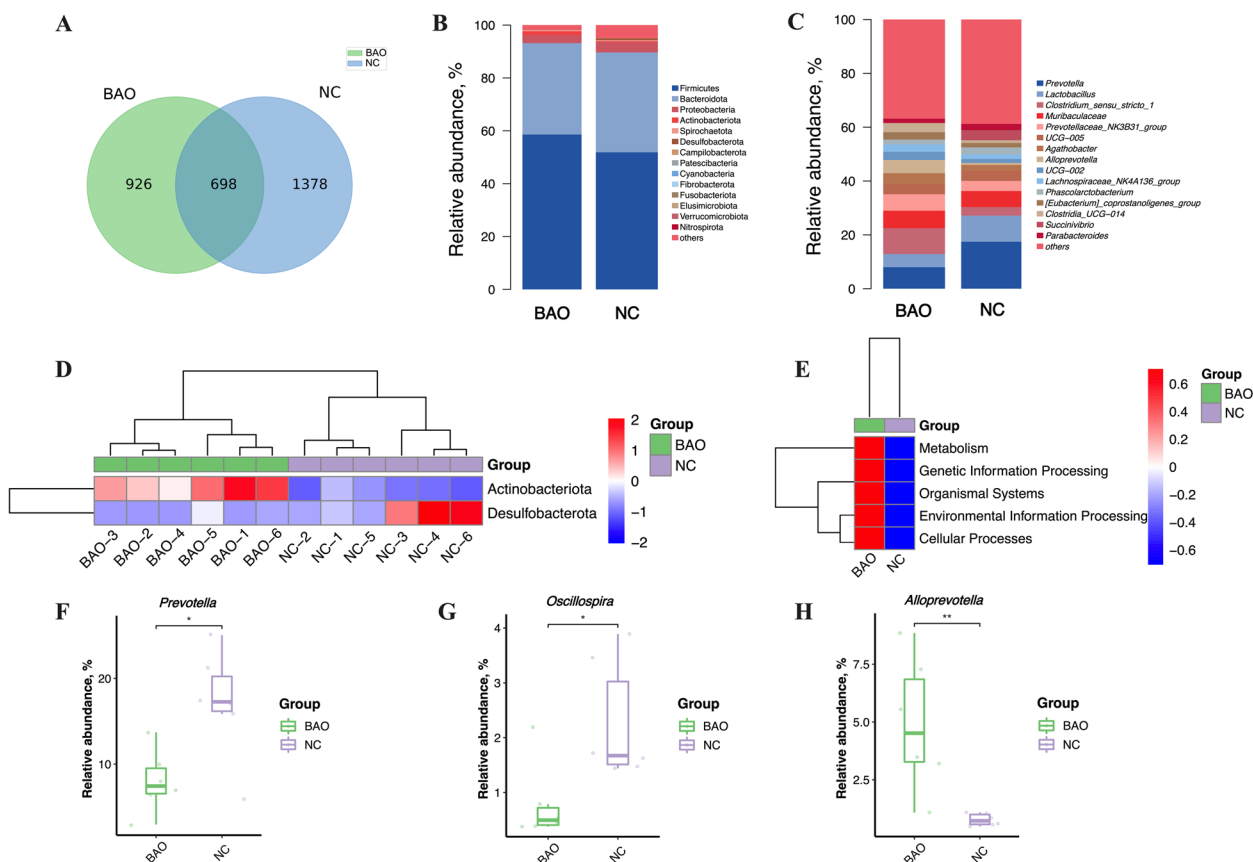 A
BAO
NC
BAO
NC
926
698
1378
B
Relative abundance, %
100
80
60
40
20
0
BAO
NC
Firmicutes
Bacteroidota
Proteobacteria
Actinobacteriota
Spirochaetota
Desulfobacterota
Campilobacterota
Patescibacteria
Cyanobacteria
Fibrobacterota
Fusobacteriota
Elusimicrobiota
Verrucomicrobiota
Nitrospirota
others
C
Relative abundance, %
100
80
60
40
20
0
BAO
NC
Prevotella
Lactobacillus
Clostridium_sensu_stricto_1
Muribaculaceae
Prevotellaceae_NK3B31_group
UCG-005
Agathobacter
Alloprevotella
UCG-002
Lachnospiraceae_NK4A136_group
Phascolarctobacterium
[Eubacterium]_coprostanoligenes_group
Clostridia_UCG-014
Succinivibrio
Parabacteroides
others
D
Group
Actinobacteriota
Desulfobacterota
BAO-3
BAO-2
BAO-4
BAO-5
BAO-1
BAO-6
NC-2
NC-1
NC-5
NC-3
NC-4
NC-6
2
1
0
-1
-2
Group
BAO
NC
E
Group
Metabolism
Genetic Information Processing
Organismal Systems
Environmental Information Processing
Cellular Processes
BAO
NC
0.6
0.4
0.2
0
-0.2
-0.4
-0.6
Group
BAO
NC
F
Prevotella
*
Relative abundance, %
20
10
BAO
NC
Group
BAO
NC
G
Oscillospira
*
Relative abundance, %
4
3
2
1
BAO
NC
Group
BAO
NC
H
Alloprevotella
**
Relative abundance, %
7.5
5.0
2.5
BAO
NC
Group
BAO
NC